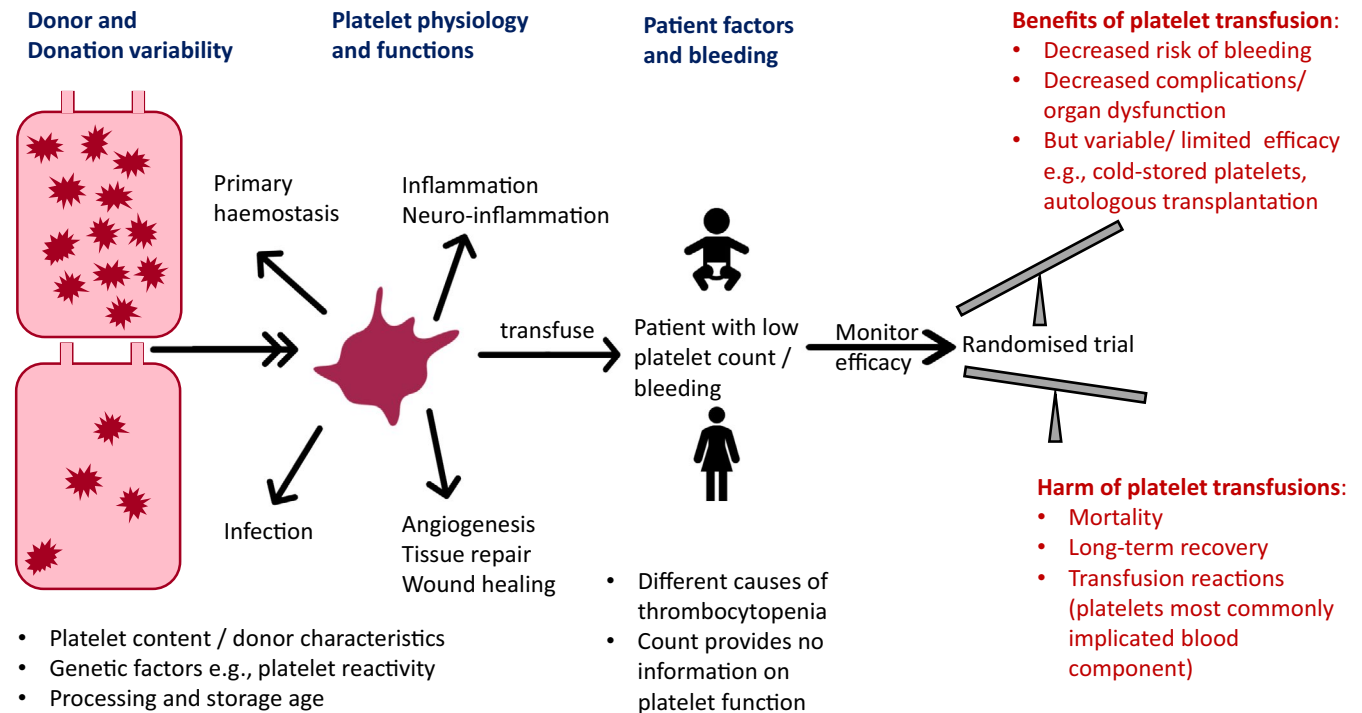 Donor and
Donation variability
Platelet physiology
and functions
Patient factors
and bleeding
Benefits of platelet transfusion:
• Decreased risk of bleeding
• Decreased complications/
organ dysfunction
• But variable/ limited efficacy
e.g., cold-stored platelets,
autologous transplantation
Primary
haemostasis
Inflammation
Neuro-inflammation
transfuse
Patient with low
platelet count /
bleeding
Monitor
efficacy
Randomised trial
Infection
Angiogenesis
Tissue repair
Wound healing
Harm of platelet transfusions:
• Mortality
• Long-term recovery
• Transfusion reactions
(platelets most commonly
implicated blood
component)
• Different causes of
thrombocytopenia
• Count provides no
information on
platelet function
• Platelet content / donor characteristics
• Genetic factors e.g., platelet reactivity
• Processing and storage age